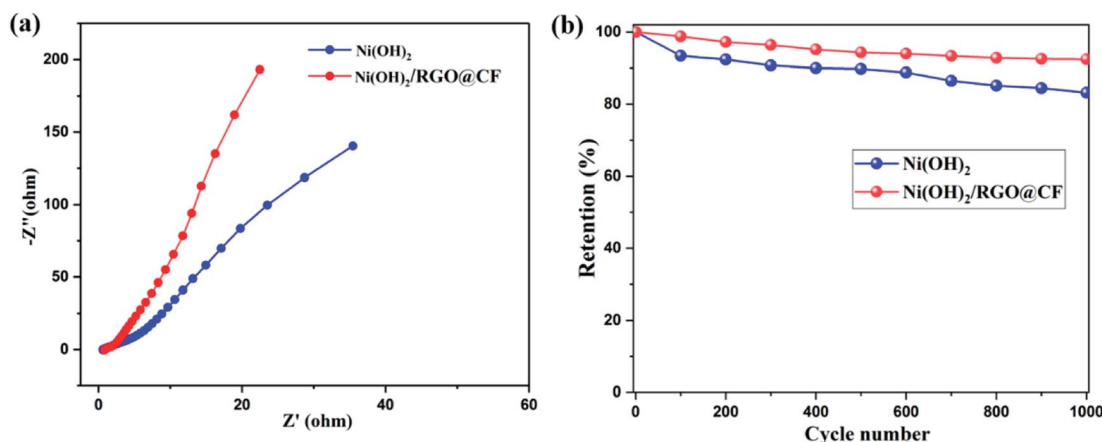 (a)
200
150
100
50
0
-Z''(ohm)
0
20
40
60
Z' (ohm)
Ni(OH)₂
Ni(OH)₂/RGO@CF
(b)
100
80
60
40
20
0
Retention (%)
0
200
400
600
800
1000
Cycle number
Ni(OH)₂
Ni(OH)₂/RGO@CF